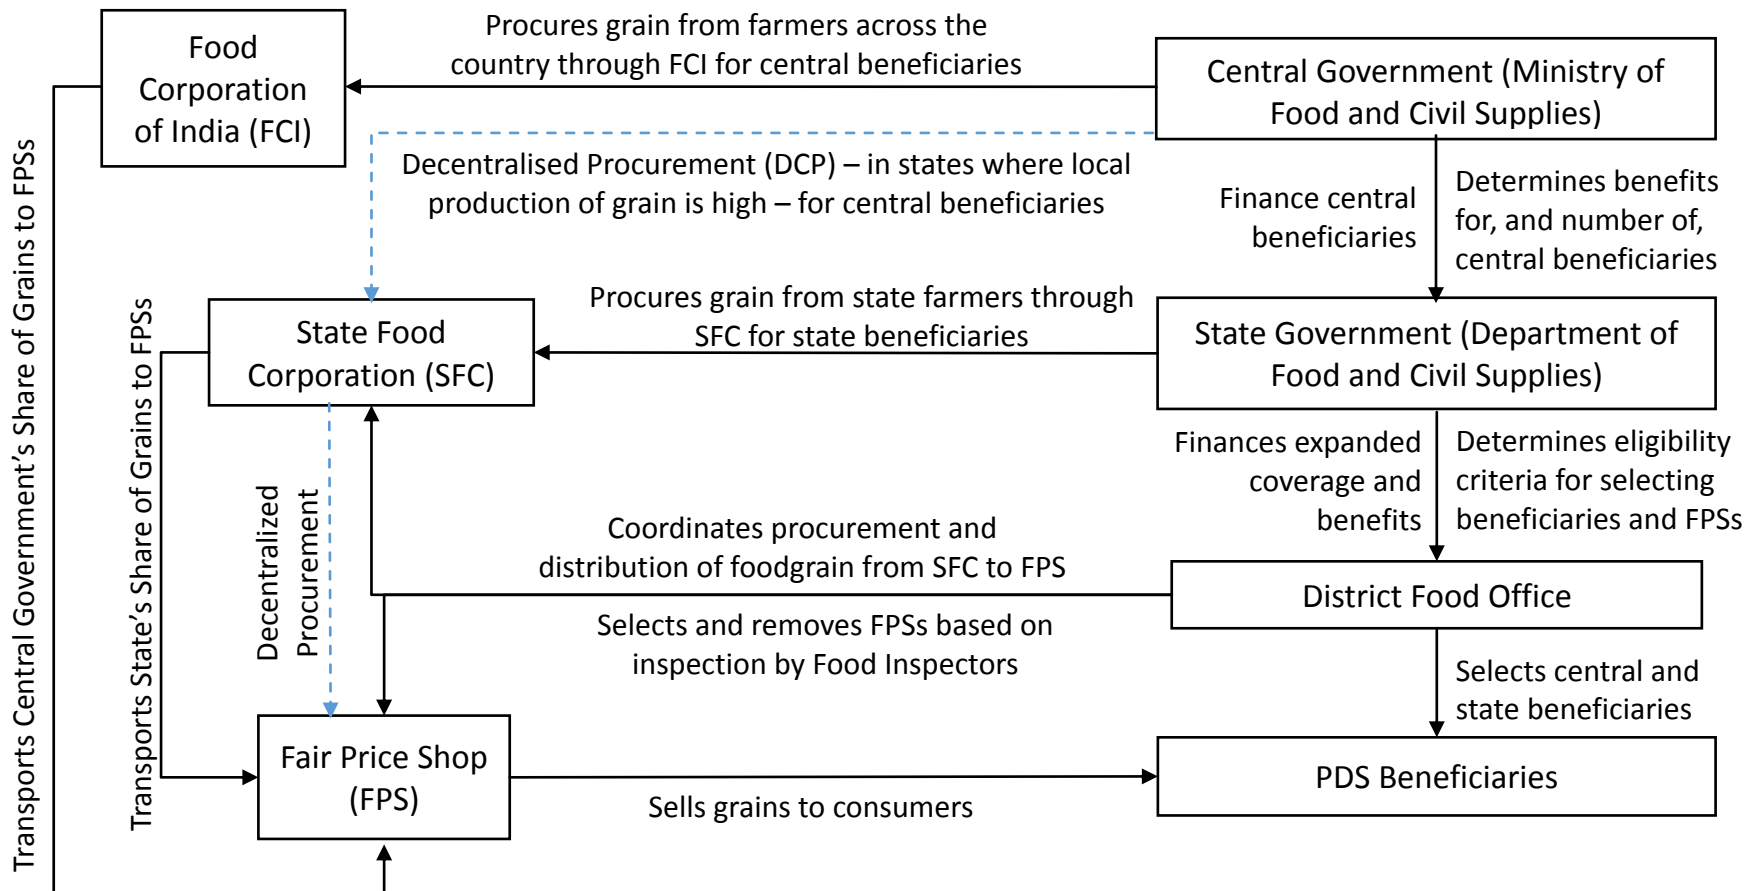 Food
Corporation
of India (FCI)
Procures grain from farmers across the
country through FCI for central beneficiaries
Central Government (Ministry of
Food and Civil Supplies)
Decentralised Procurement (DCP) – in states where local
production of grain is high – for central beneficiaries
Finance central
beneficiaries
Determines benefits
for, and number of,
central beneficiaries
Transports Central Government's Share of Grains to FPSs
Transports State's Share of Grains to FPSs
State Food
Corporation (SFC)
Procures grain from state farmers through
SFC for state beneficiaries
State Government (Department of
Food and Civil Supplies)
Finances expanded
coverage and
benefits
Determines eligibility
criteria for selecting
beneficiaries and FPSs
Decentralized
Procurement
Coordinates procurement and
distribution of foodgrain from SFC to FPS
District Food Office
Selects and removes FPSs based on
inspection by Food Inspectors
Selects central and
state beneficiaries
Fair Price Shop
(FPS)
Sells grains to consumers
PDS Beneficiaries